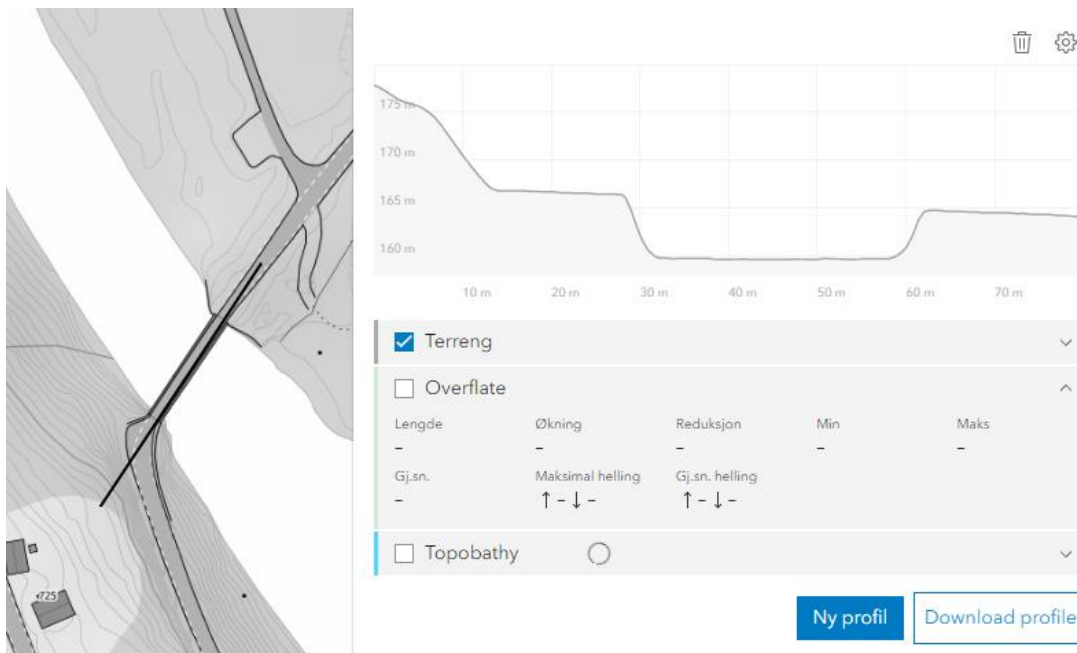 175 m
170 m
165 m
160 m
10 m 20 m 30 m 40 m 50 m 60 m 70 m
Terreng
Overflate
Lengde Økning Reduksjon Min Maks
– – – – –
Gj.sn. Maksimal helling Gj.sn. helling
– ↑ – ↓ – ↑ – ↓ –
Topobathy
Ny profil Download profile
725